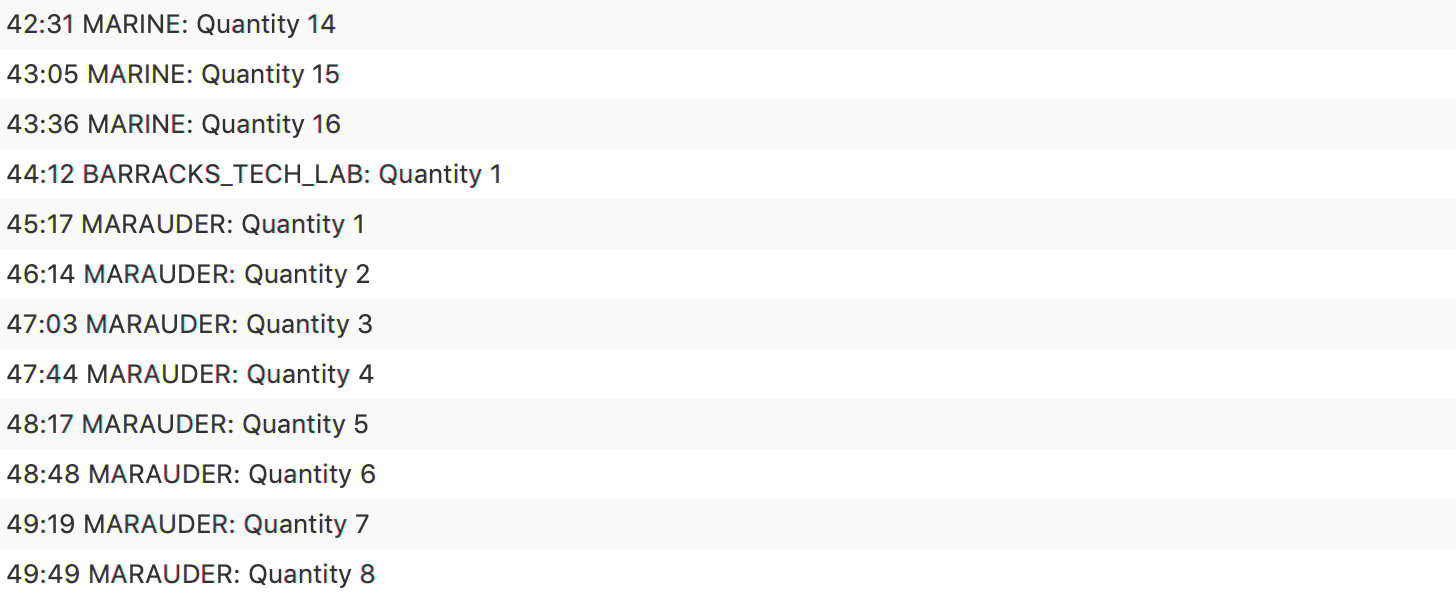 42:31 MARINE: Quantity 14
43:05 MARINE: Quantity 15
43:36 MARINE: Quantity 16
44:12 BARRACKS_TECH_LAB: Quantity 1
45:17 MARAUDER: Quantity 1
46:14 MARAUDER: Quantity 2
47:03 MARAUDER: Quantity 3
47:44 MARAUDER: Quantity 4
48:17 MARAUDER: Quantity 5
48:48 MARAUDER: Quantity 6
49:19 MARAUDER: Quantity 7
49:49 MARAUDER: Quantity 8